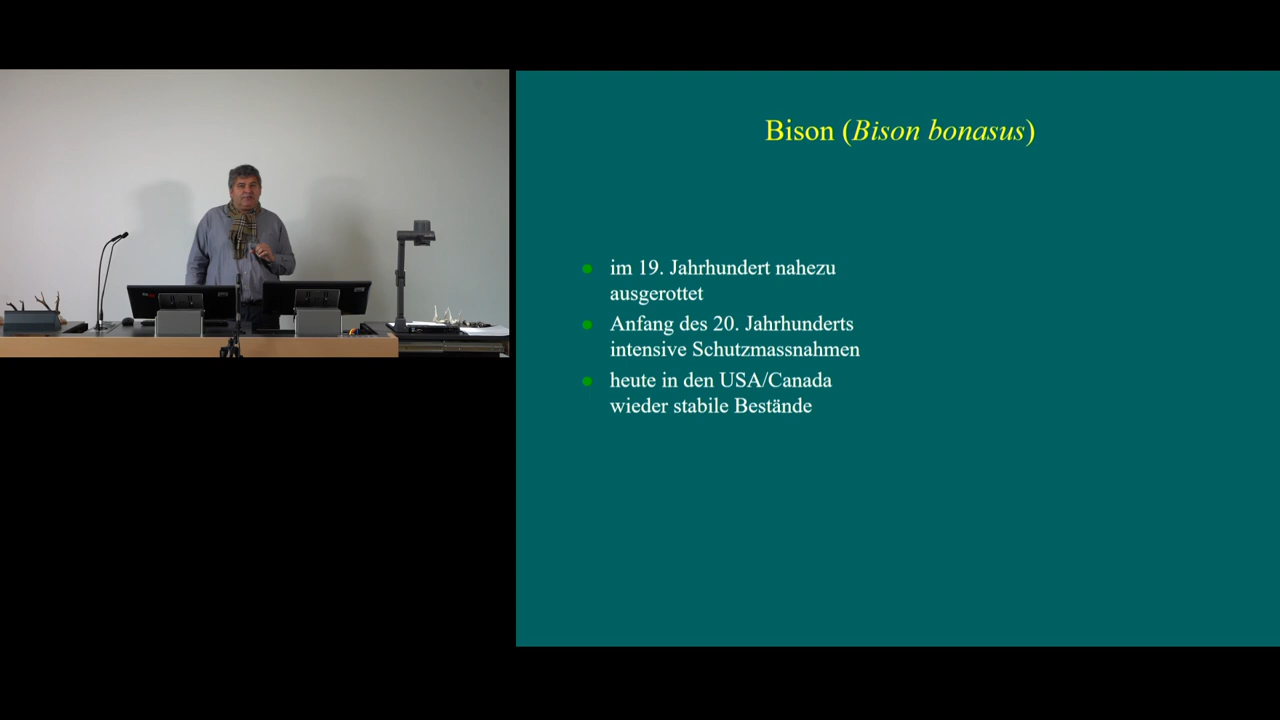 Bison (Bison bonasus)
im 19. Jahrhundert nahezu
ausgerottet
Anfang des 20. Jahrhunderts
intensive Schutzmassnahmen
heute in den USA/Canada
wieder stabile Bestände